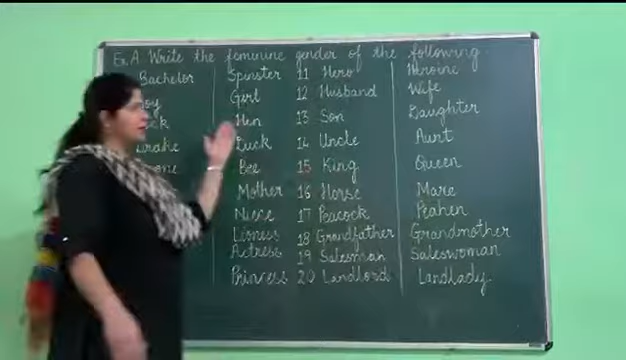 Ex. A. Write the feminine gender of the following
Bachelor Spinster 11 Hero Heroine
Girl 12 Husband Wife
Hen 13 Son Daughter
Drake Duck 14 Uncle Aunt
Bee 15 King Queen
Mother 16 Horse Mare
Niece 17 Peacock Peahen
Lioness 18 Grandfather Grandmother
Actress 19 Salesman Saleswoman
Princess 20 Landlord Landlady